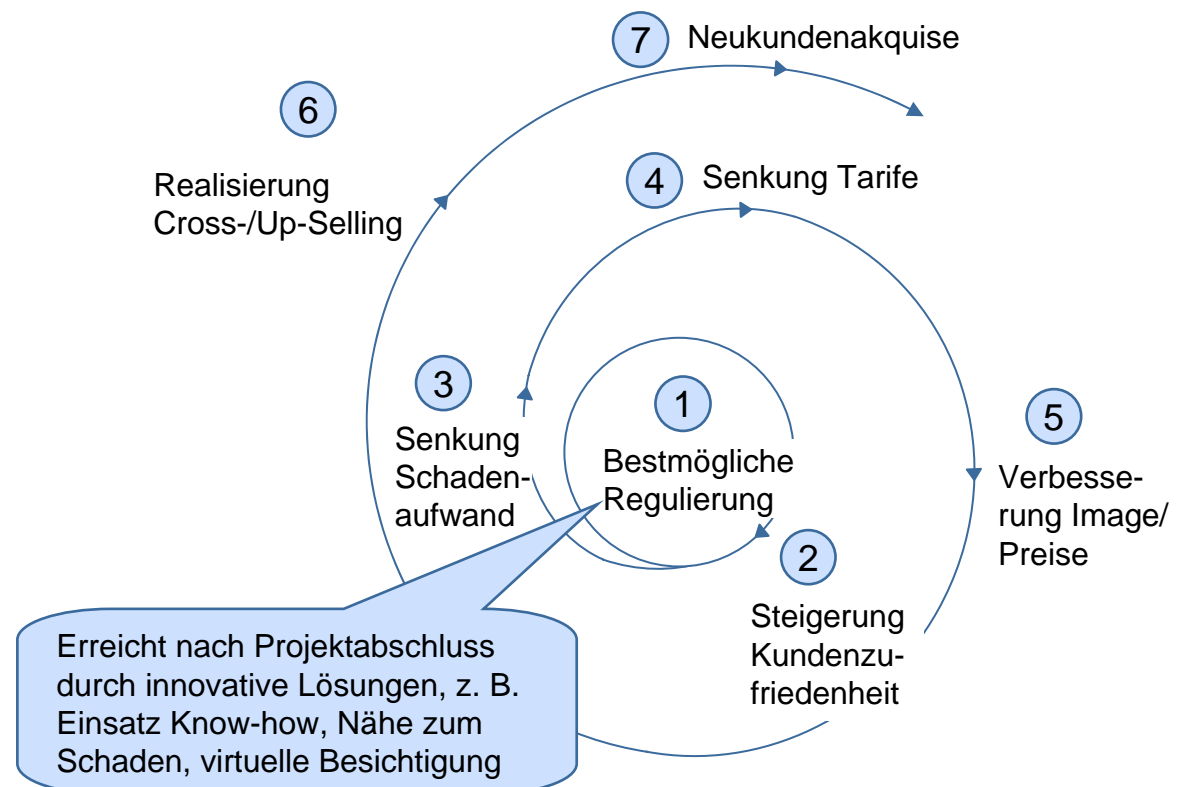 7
Neukundenakquise
6
Realisierung
Cross-/Up-Selling
4
Senkung Tarife
3
Senkung
Schaden-
aufwand
1
Bestmögliche
Regulierung
5
Verbesse-
rung Image/
Preise
2
Steigerung
Kundenzu-
friedenheit
Erreicht nach Projektabschluss
durch innovative Lösungen, z. B.
Einsatz Know-how, Nähe zum
Schaden, virtuelle Besichtigung